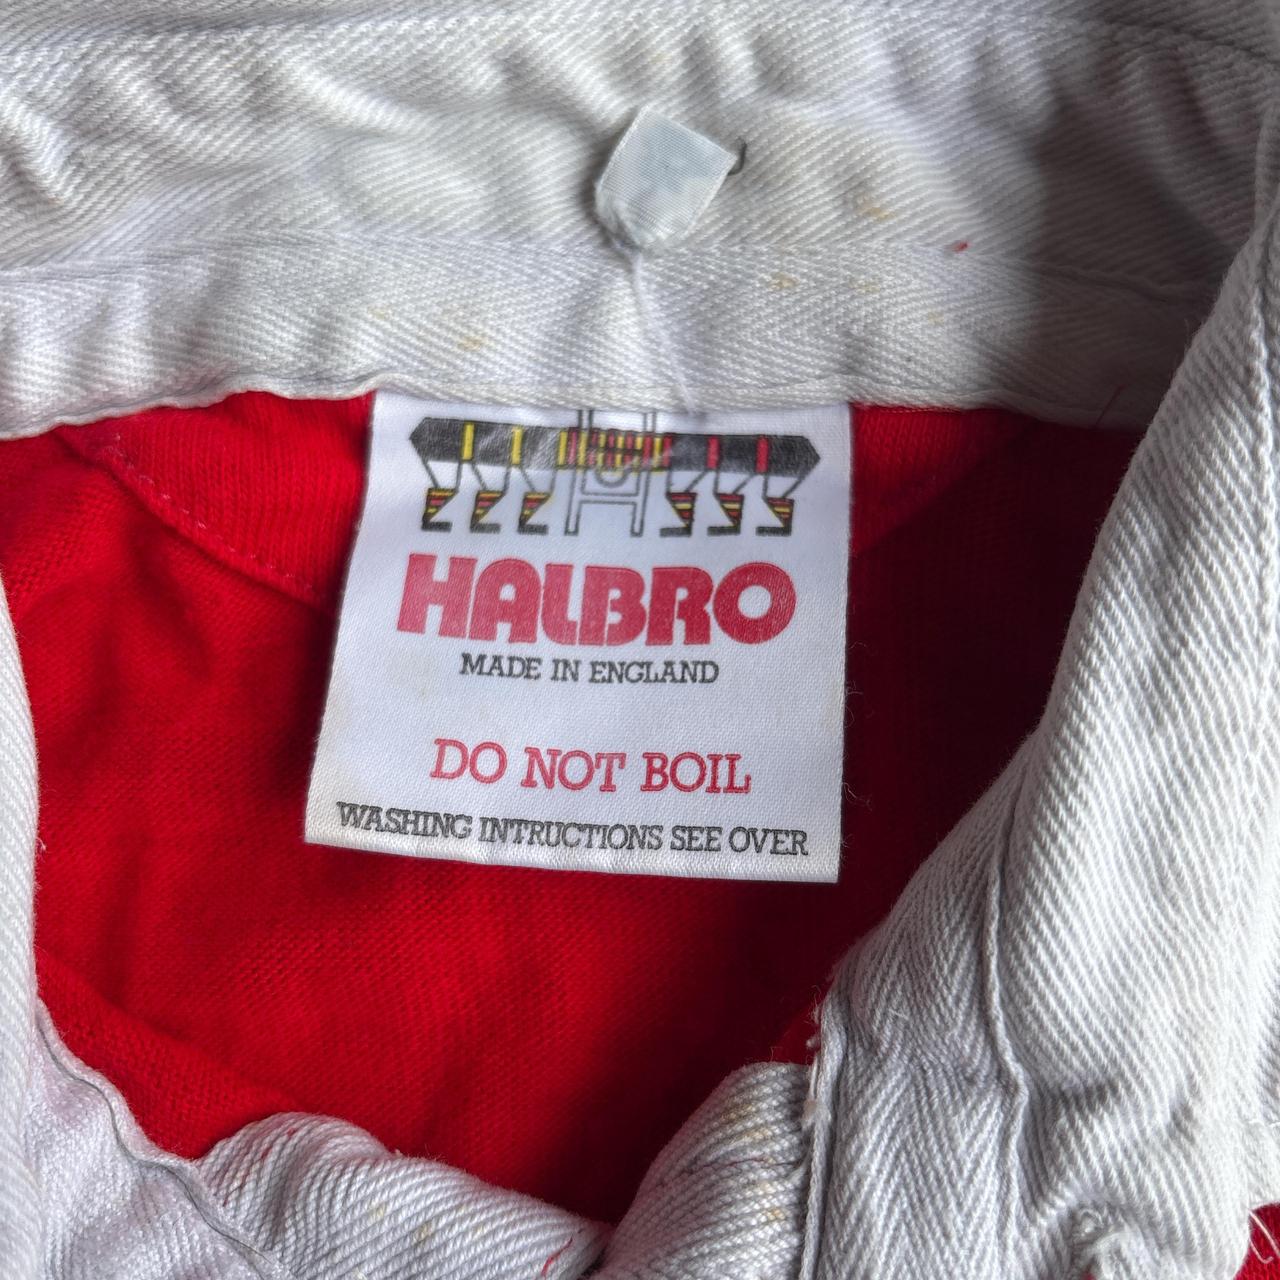 HALBRO
MADE IN ENGLAND
DO NOT BOIL
WASHING INTRUCTIONS SEE OVER